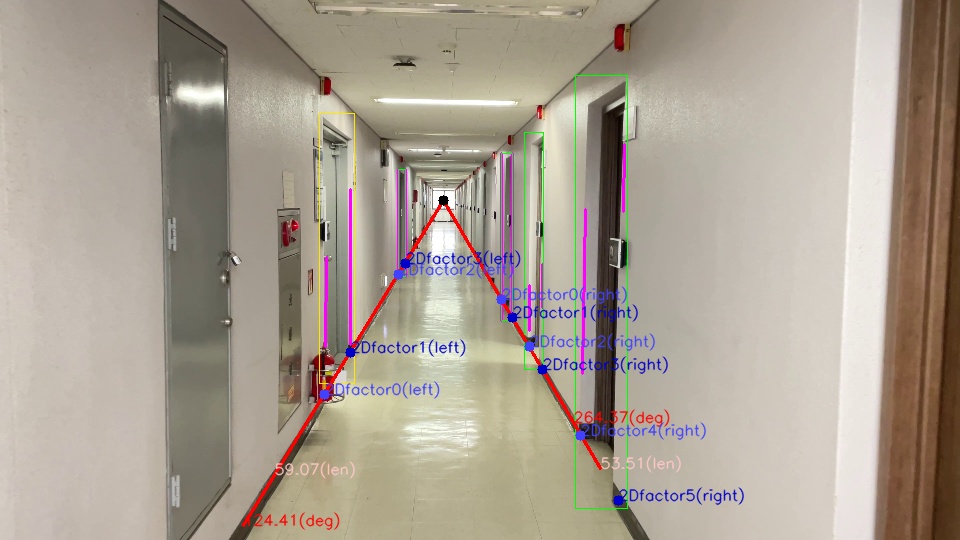 2Dfactor3(left)
2Dfactor2(left)
2Dfactor0(right)
2Dfactor1(right)
2Dfactor2(right)
2Dfactor1(left)
2Dfactor3(right)
2Dfactor0(left)
264.37(deg)
2Dfactor4(right)
53.51(len)
59.07(len)
2Dfactor5(right)
24.41(deg)